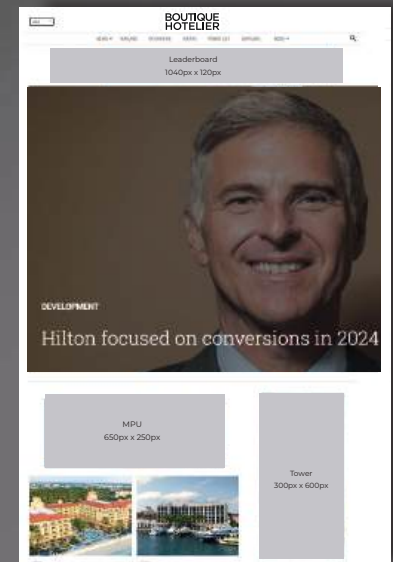 BOUTIQUE
HOTELIER
Leaderboard
1040px x 120px
DEVELOPMENT
Hilton focused on conversions in 2024
MPU
650px x 250px
Tower
300px x 600px